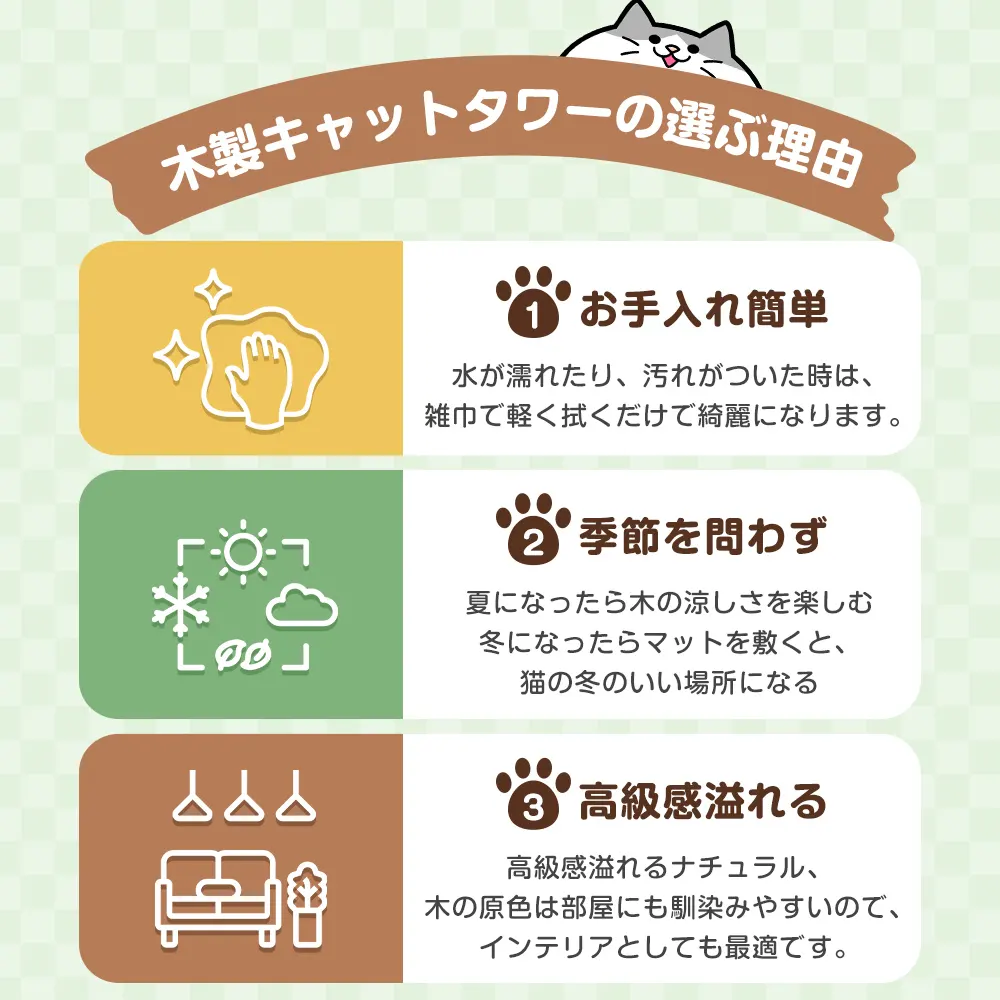 木製キャットタワーの選ぶ理由
1 お手入れ簡単
水が濡れたり、汚れがついた時は、
雑巾で軽く拭くだけで綺麗になります。
2 季節を問わず
夏になったら木の涼しさを楽しむ
冬になったらマットを敷くと、
猫の冬のいい場所になる
3 高級感溢れる
高級感溢れるナチュラル、
木の原色は部屋にも馴染みやすいので、
インテリアとしても最適です。